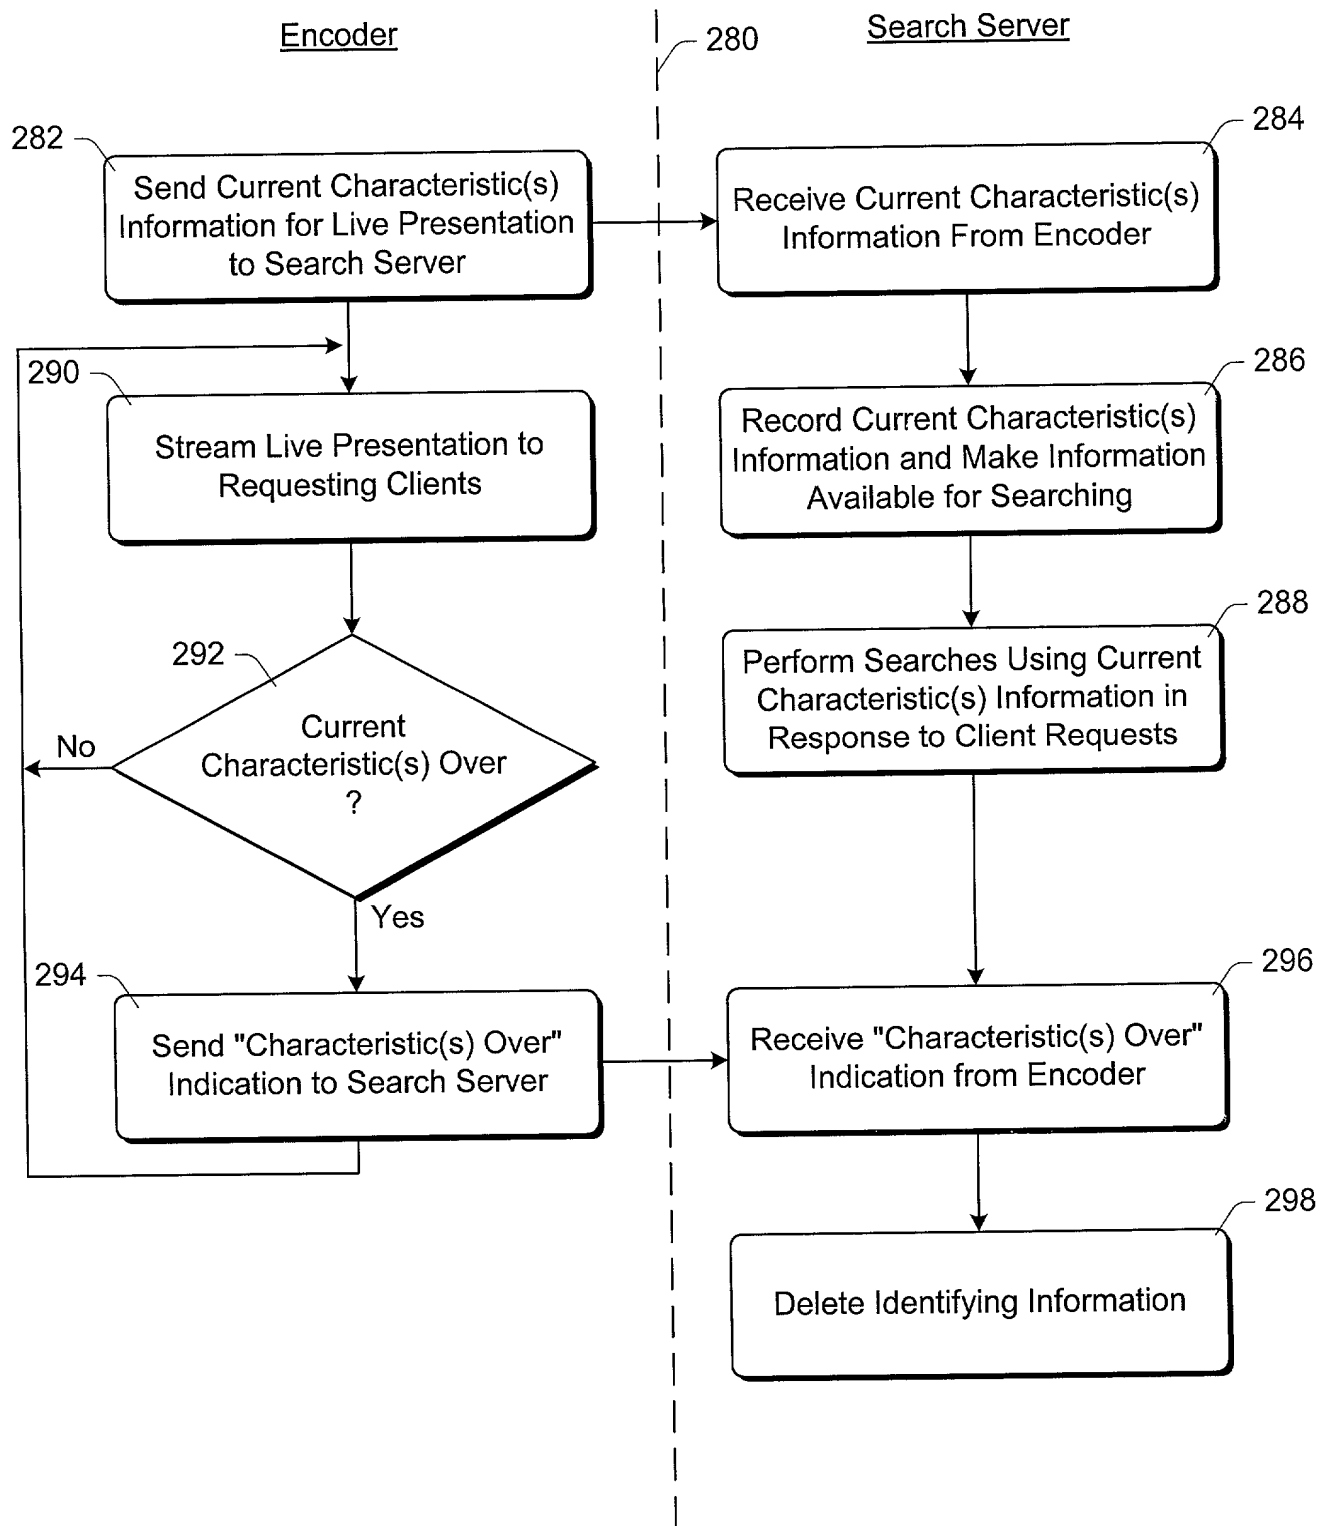 Encoder
280
Search Server
282
Send Current Characteristic(s)
Information for Live Presentation
to Search Server
284
Receive Current Characteristic(s)
Information From Encoder
290
Stream Live Presentation to
Requesting Clients
286
Record Current Characteristic(s)
Information and Make Information
Available for Searching
292
Current
Characteristic(s) Over
?
No
Yes
288
Perform Searches Using Current
Characteristic(s) Information in
Response to Client Requests
294
Send "Characteristic(s) Over"
Indication to Search Server
296
Receive "Characteristic(s) Over"
Indication from Encoder
298
Delete Identifying Information